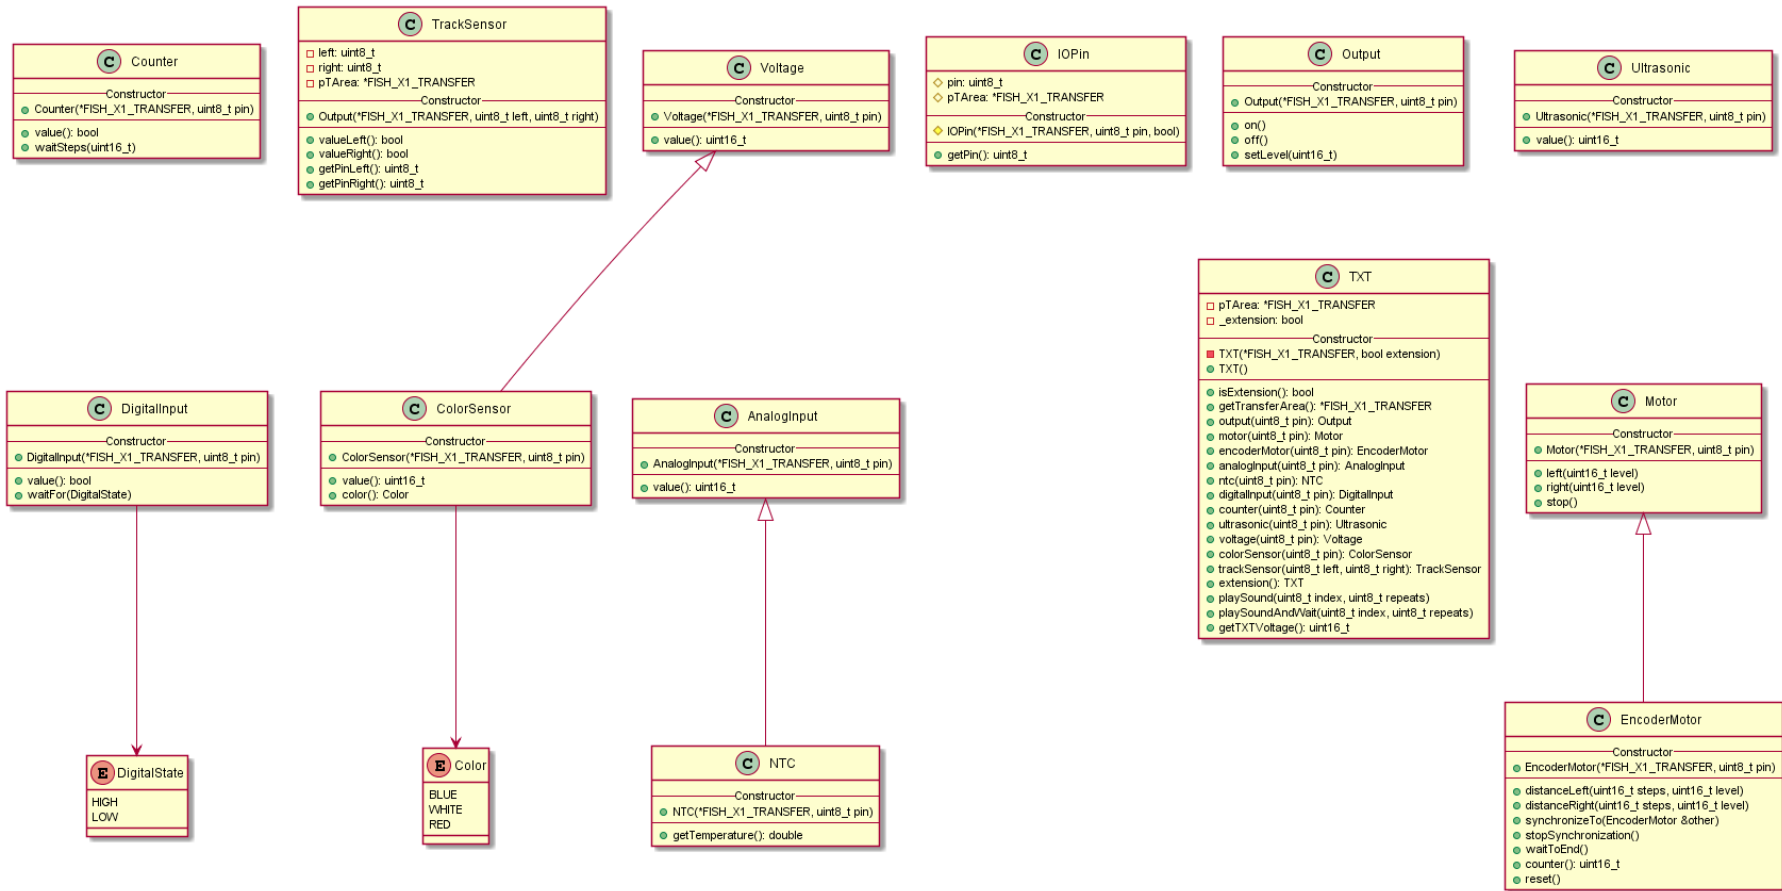 C Counter
Constructor
Counter(*FISH_X1_TRANSFER, uint8_t pin)
value(): bool
waitSteps(uint16_t)
C TrackSensor
left: uint8_t
right: uint8_t
pTArea: *FISH_X1_TRANSFER
Constructor
Output(*FISH_X1_TRANSFER, uint8_t left, uint8_t right)
valueLeft(): bool
valueRight(): bool
getPinLeft(): uint8_t
getPinRight(): uint8_t
C Voltage
Constructor
Voltage(*FISH_X1_TRANSFER, uint8_t pin)
value(): uint16_t
C IOPin
pin: uint8_t
pTArea: *FISH_X1_TRANSFER
Constructor
IOPin(*FISH_X1_TRANSFER, uint8_t pin, bool)
getPin(): uint8_t
C Output
Constructor
Output(*FISH_X1_TRANSFER, uint8_t pin)
on()
off()
setLevel(uint16_t)
C Ultrasonic
Constructor
Ultrasonic(*FISH_X1_TRANSFER, uint8_t pin)
value(): uint16_t
C DigitalInput
Constructor
DigitalInput(*FISH_X1_TRANSFER, uint8_t pin)
value(): bool
waitFor(DigitalState)
C ColorSensor
Constructor
ColorSensor(*FISH_X1_TRANSFER, uint8_t pin)
value(): uint16_t
color(): Color
C AnalogInput
Constructor
AnalogInput(*FISH_X1_TRANSFER, uint8_t pin)
value(): uint16_t
C TXT
pTArea: *FISH_X1_TRANSFER
_extension: bool
Constructor
TXT(*FISH_X1_TRANSFER, bool extension)
TXT()
isExtension(): bool
getTransferArea(): *FISH_X1_TRANSFER
output(uint8_t pin): Output
motor(uint8_t pin): Motor
encoderMotor(uint8_t pin): EncoderMotor
analogInput(uint8_t pin): AnalogInput
ntc(uint8_t pin): NTC
digitalInput(uint8_t pin): DigitalInput
counter(uint8_t pin): Counter
ultrasonic(uint8_t pin): Ultrasonic
voltage(uint8_t pin): Voltage
colorSensor(uint8_t pin): ColorSensor
trackSensor(uint8_t left, uint8_t right): TrackSensor
extension(): TXT
playSound(uint8_t index, uint8_t repeats)
playSoundAndWait(uint8_t index, uint8_t repeats)
getTXTVoltage(): uint16_t
C Motor
Constructor
Motor(*FISH_X1_TRANSFER, uint8_t pin)
left(uint16_t level)
right(uint16_t level)
stop()
E DigitalState
HIGH
LOW
E Color
BLUE
WHITE
RED
C NTC
Constructor
NTC(*FISH_X1_TRANSFER, uint8_t pin)
getTemperature(): double
C EncoderMotor
Constructor
EncoderMotor(*FISH_X1_TRANSFER, uint8_t pin)
distanceLeft(uint16_t steps, uint16_t level)
distanceRight(uint16_t steps, uint16_t level)
synchronizeTo(EncoderMotor &other)
stopSynchronization()
waitToEnd()
counter(): uint16_t
reset()